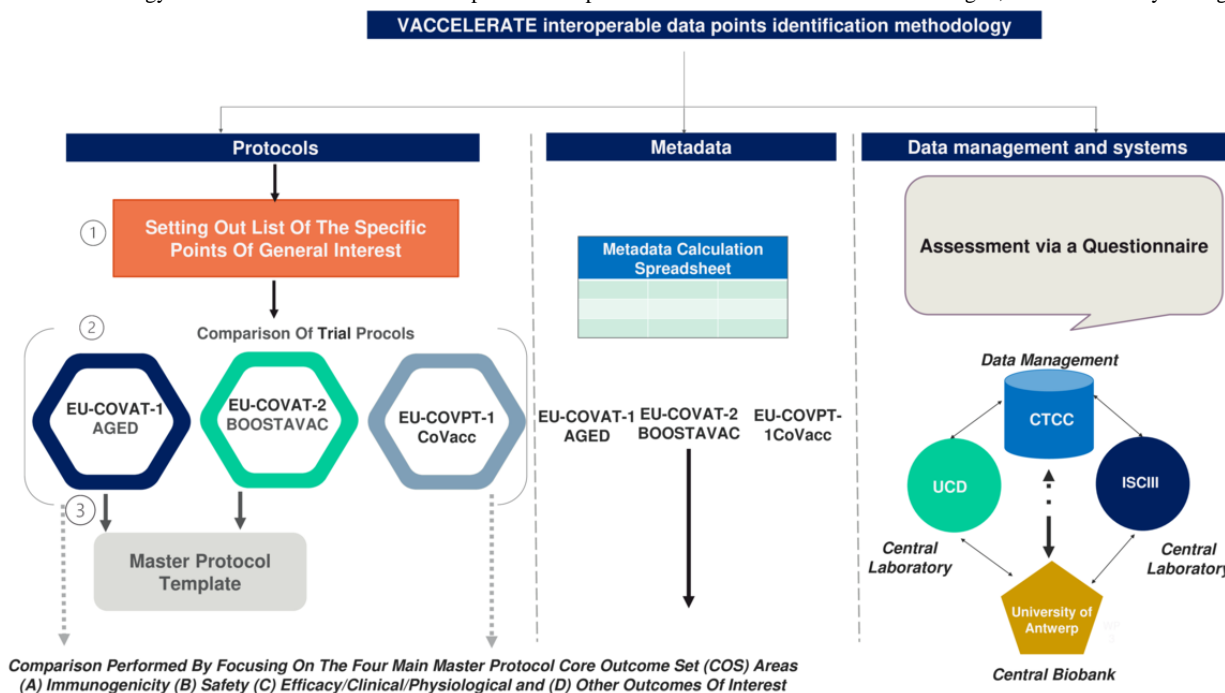 VACCELERATE interoperable data points identification methodology
Protocols
Metadata
Data management and systems
1
Setting Out List Of The Specific
Points Of General Interest
2
Comparison Of Trial Procols
EU-COVAT-1
AGED
EU-COVAT-2
BOOSTAVAC
EU-COVPT-1
CoVacc
3
Master Protocol
Template
Metadata Calculation
Spreadsheet
EU-COVAT-1
AGED
EU-COVAT-2
BOOSTAVAC
EU-COVPT-
1CoVacc
Assessment via a Questionnaire
Data Management
CTCC
UCD
ISCIII
Central
Laboratory
Central
Laboratory
University of
Antwerp
Central Biobank
Comparison Performed By Focusing On The Four Main Master Protocol Core Outcome Set (COS) Areas
(A) Immunogenicity (B) Safety (C) Efficacy/Clinical/Physiological and (D) Other Outcomes Of Interest